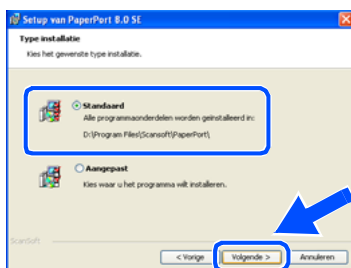 Setup van PaperPort 8.0 SE
Type installatie
Kies het gewenste type installatie.
Standaard
Alle programmaonderdelen worden geïnstalleerd in:
D:\Program Files\Scansoft\PaperPort\
Aangepast
Kies waar u het programma wilt installeren.
ScanSoft
< Vorige
Volgende >
Annuleren